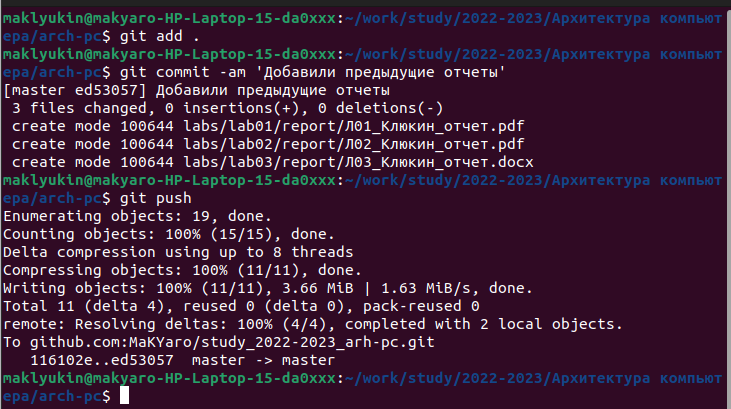 maklyukin@makyaro-HP-Laptop-15-da0xxx:~/work/study/2022-2023/Архитектура компьют
ера/arch-pc$ git add .
maklyukin@makyaro-HP-Laptop-15-da0xxx:~/work/study/2022-2023/Архитектура компьют
ера/arch-pc$ git commit -am 'Добавили предыдущие отчеты'
[master ed53057] Добавили предыдущие отчеты
 3 files changed, 0 insertions(+), 0 deletions(-)
 create mode 100644 labs/lab01/report/Л01_Клюкин_отчет.pdf
 create mode 100644 labs/lab02/report/Л02_Клюкин_отчет.pdf
 create mode 100644 labs/lab03/report/Л03_Клюкин_отчет.docx
maklyukin@makyaro-HP-Laptop-15-da0xxx:~/work/study/2022-2023/Архитектура компьют
ера/arch-pc$ git push
Enumerating objects: 19, done.
Counting objects: 100% (15/15), done.
Delta compression using up to 8 threads
Compressing objects: 100% (11/11), done.
Writing objects: 100% (11/11), 3.66 MiB | 1.63 MiB/s, done.
Total 11 (delta 4), reused 0 (delta 0), pack-reused 0
remote: Resolving deltas: 100% (4/4), completed with 2 local objects.
To github.com:MaKYaro/study_2022-2023_arh-pc.git
   116102e..ed53057  master -> master
maklyukin@makyaro-HP-Laptop-15-da0xxx:~/work/study/2022-2023/Архитектура компьют
ера/arch-pc$